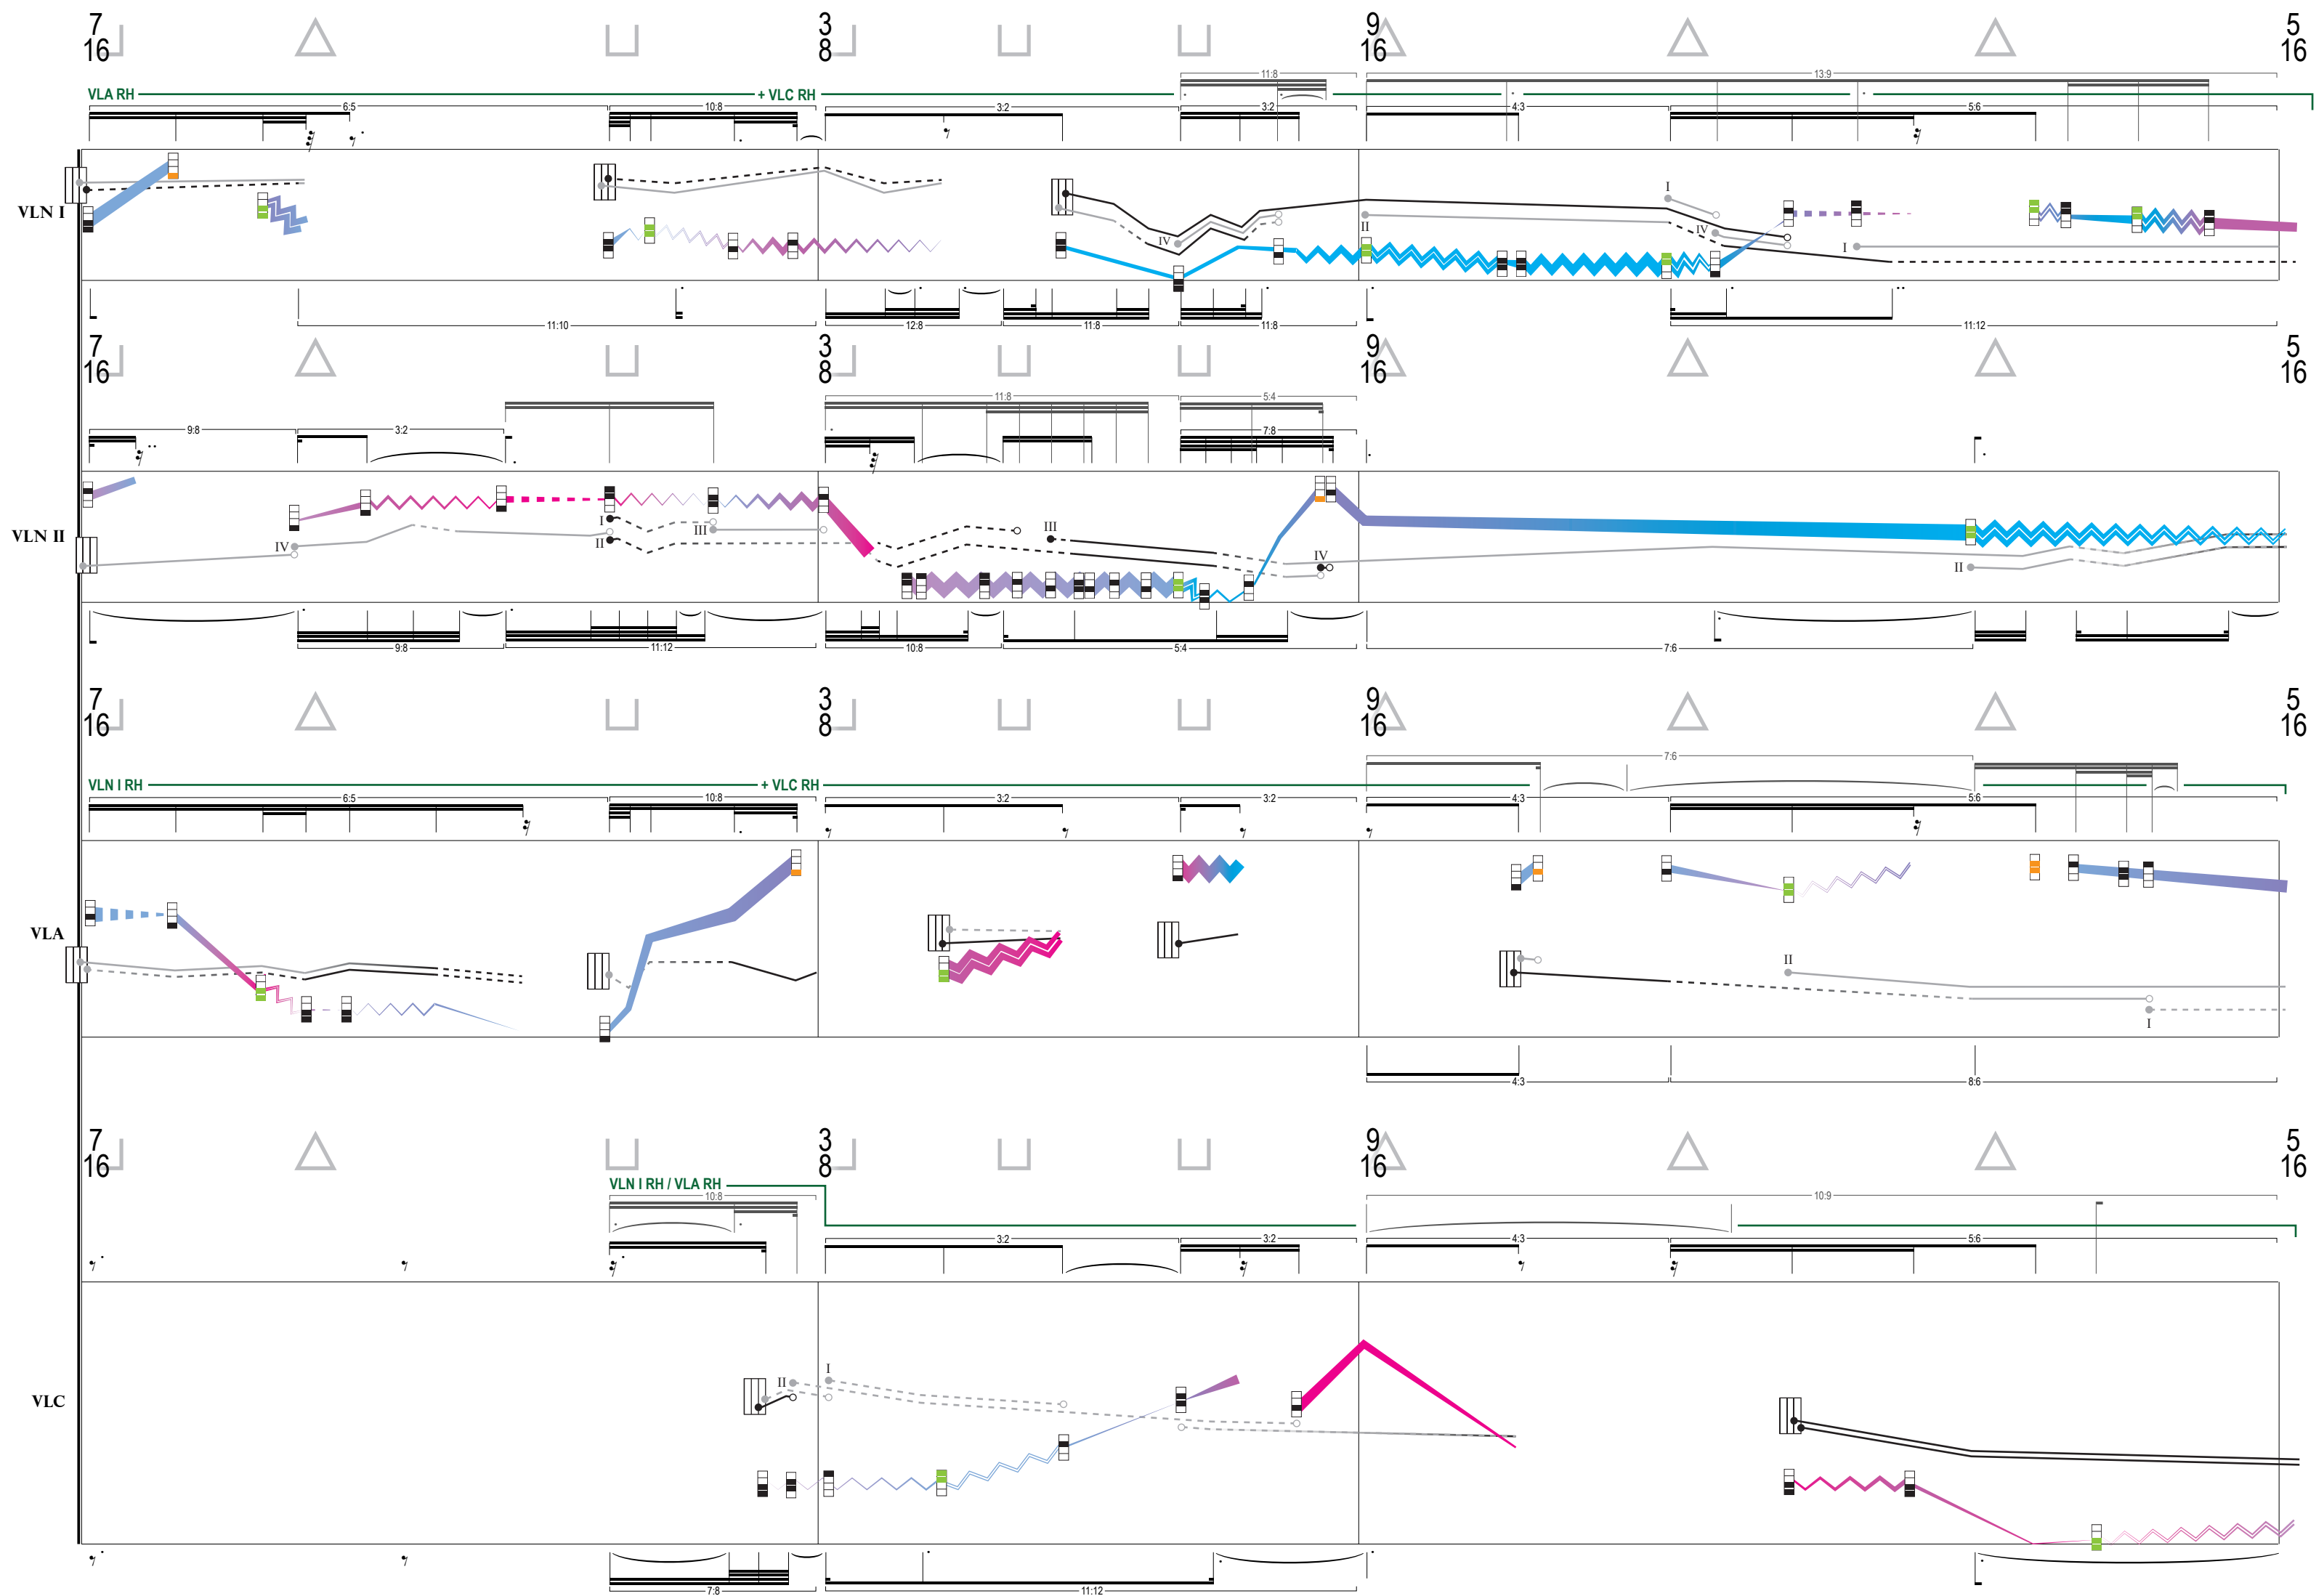 7 3 9 5
16 8 16 16
11:8 13:9
VLA RH + VLC RH
6:5 10:8 3:2 3:2 4:3 5:6
VLN I
I
IV II IV I
11:10 12:8 11:8 11:8 11:12
7 3 9 5
16 8 16 16
11:8 5:4
9:8 3:2 7:8
VLN II
I III III
IV II IV II
9:8 11:12 10:8 5:4 7:6
7 3 9 5
16 8 16 16
7:6
VLN I RH + VLC RH
6:5 10:8 3:2 3:2 4:3 5:6
VLA
II
I
4:3 8:6
7 3 9 5
16 8 16 16
VLN I RH / VLA RH
10:8 10:9
3:2 3:2 4:3 5:6
VLC
II I
7:8 11:12